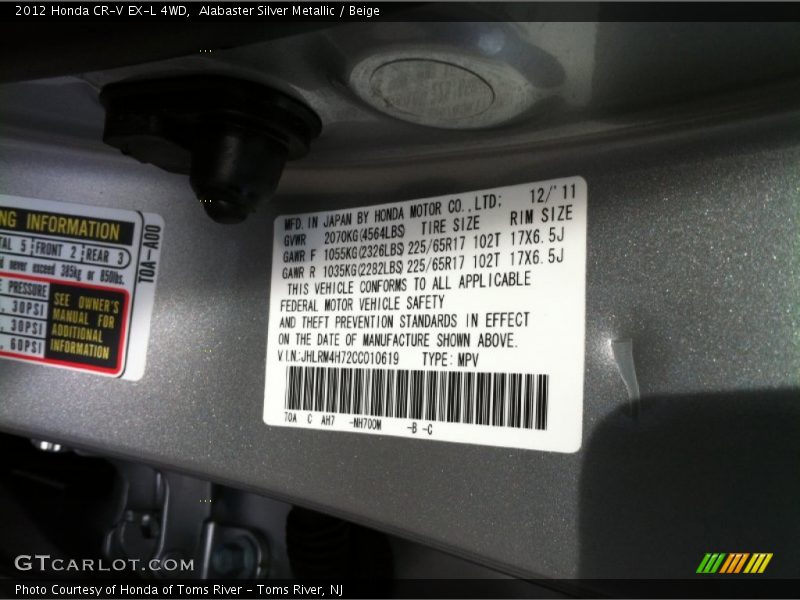 2012 Honda CR-V EX-L 4WD,  Alabaster Silver Metallic / Beige
NG INFORMATION
TAL 5 FRONT 2 REAR 3
d never exceed 385kg or 850lbs.
E PRESSURE
. 30PSI
. 30PSI
. 60PSI
SEE OWNER'S
MANUAL FOR
ADDITIONAL
INFORMATION
T0A-A00
MFD. IN JAPAN BY HONDA MOTOR CO., LTD; 12/'11
GVWR 2070KG(4564LBS) TIRE SIZE RIM SIZE
GAWR F 1055KG(2326LBS) 225/65R17 102T 17X6.5J
GAWR R 1035KG(2282LBS) 225/65R17 102T 17X6.5J
THIS VEHICLE CONFORMS TO ALL APPLICABLE
FEDERAL MOTOR VEHICLE SAFETY
AND THEFT PREVENTION STANDARDS IN EFFECT
ON THE DATE OF MANUFACTURE SHOWN ABOVE.
V.I.N.:JHLRM4H72CC010619 TYPE: MPV
T0A C AH7 -NH700M -B -C
GTCARLOT.COM
Photo Courtesy of Honda of Toms River - Toms River, NJ